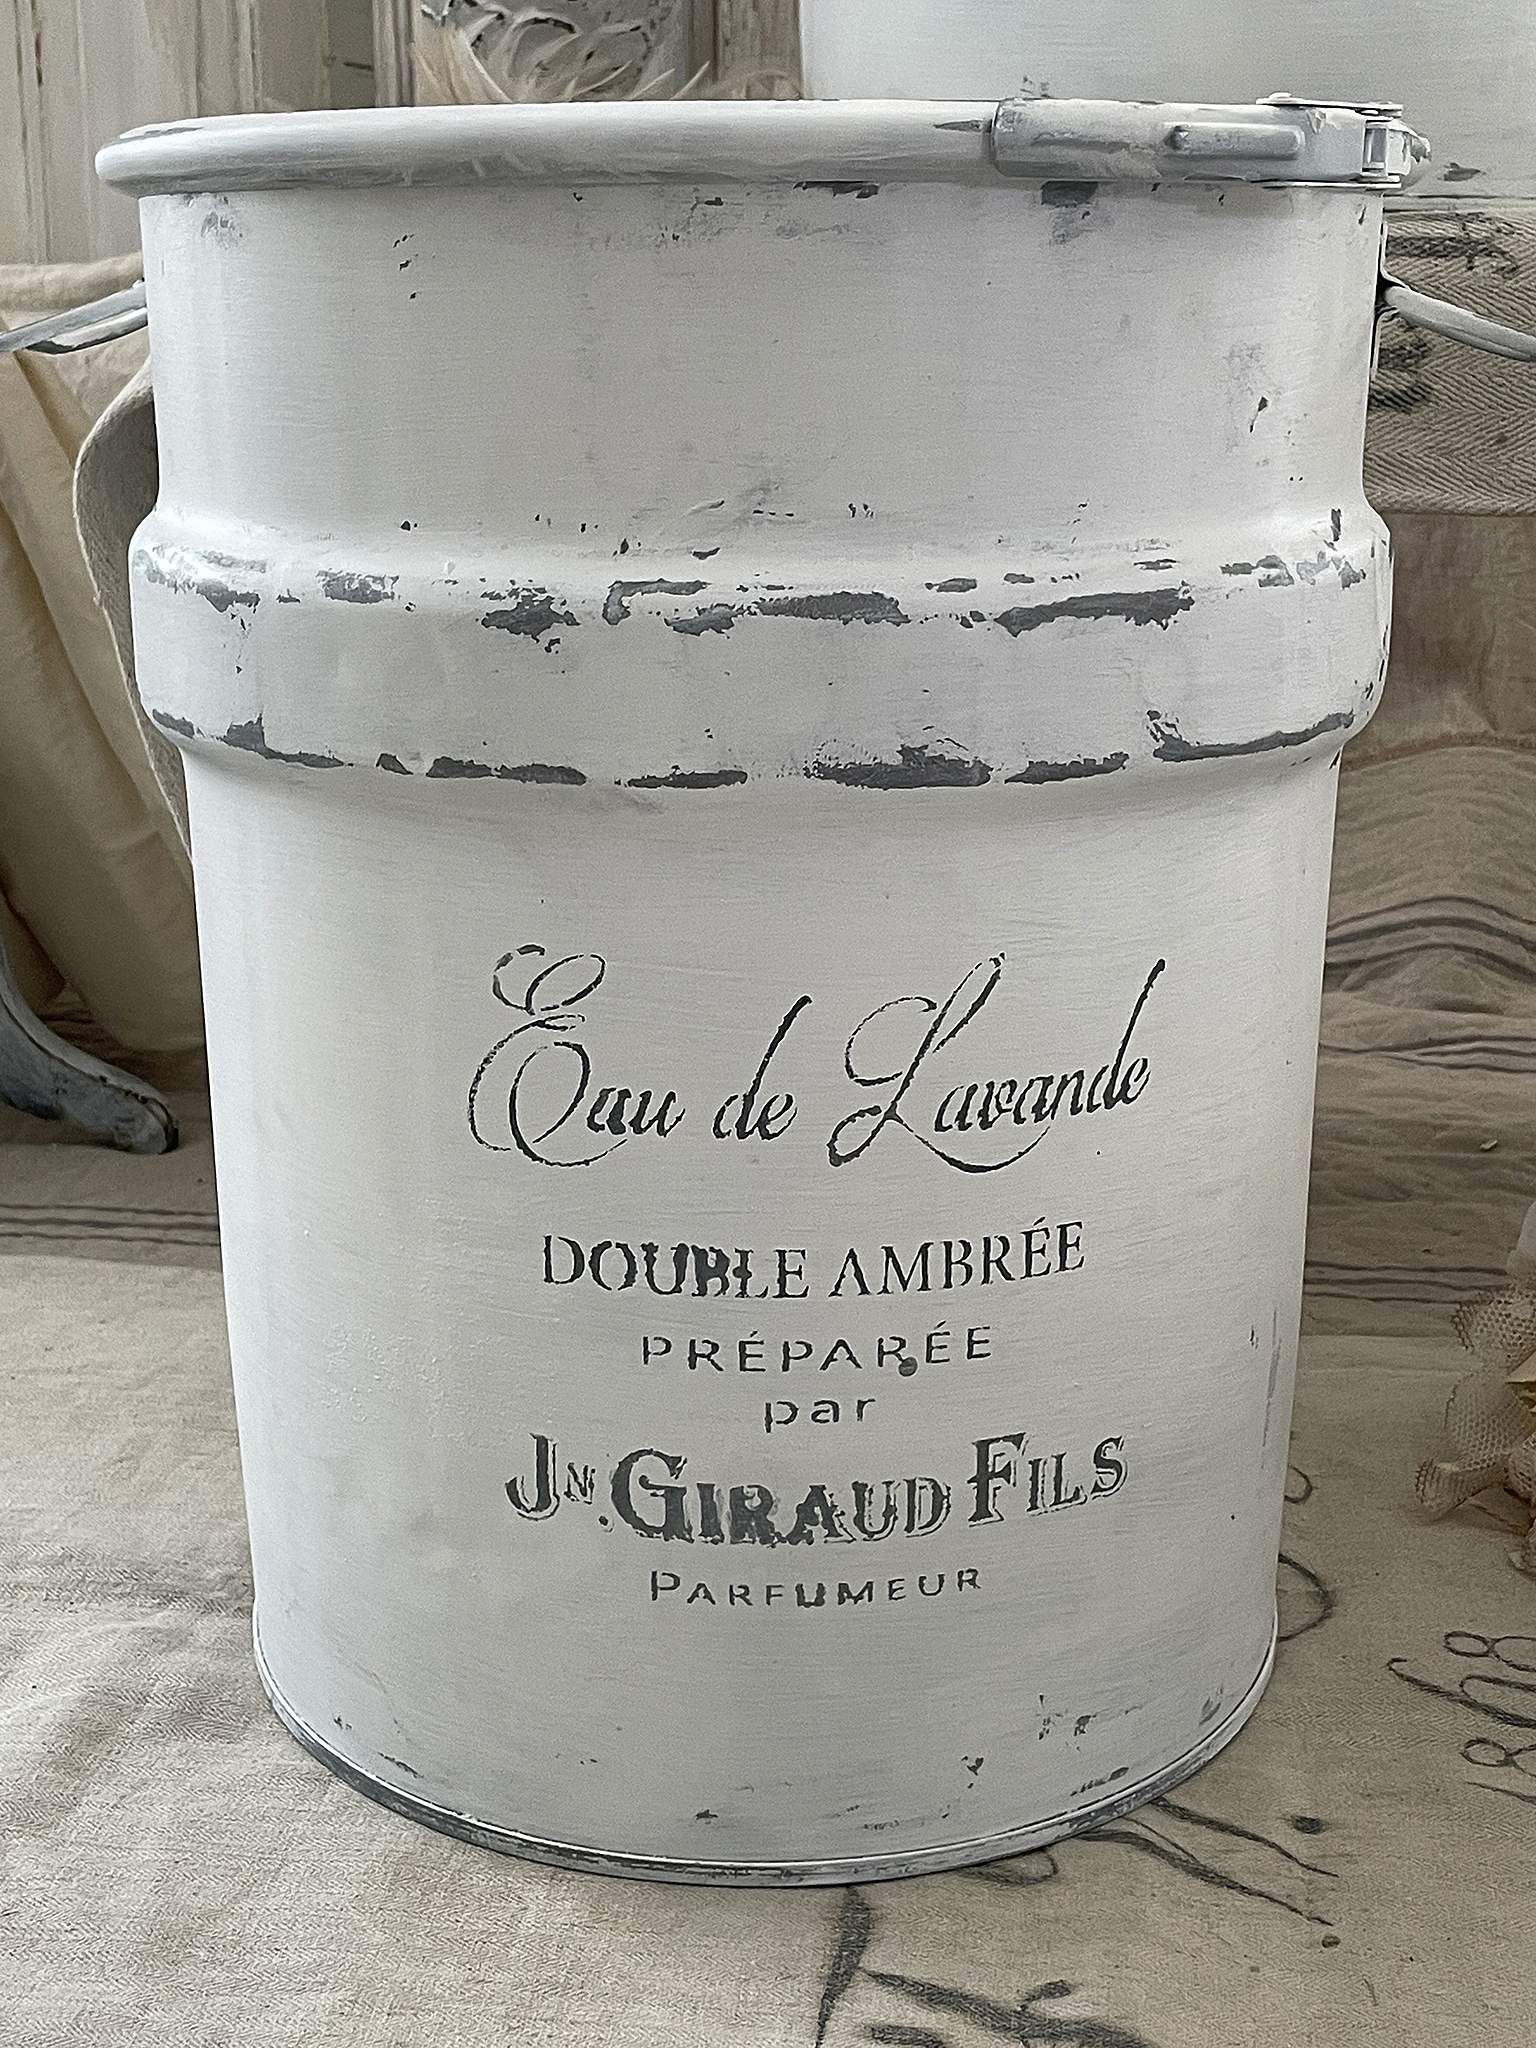 Eau de Lavande
DOUBLE AMBRÉE
PRÉPARÉE
par
JN. GIRAUD FILS
PARFUMEUR